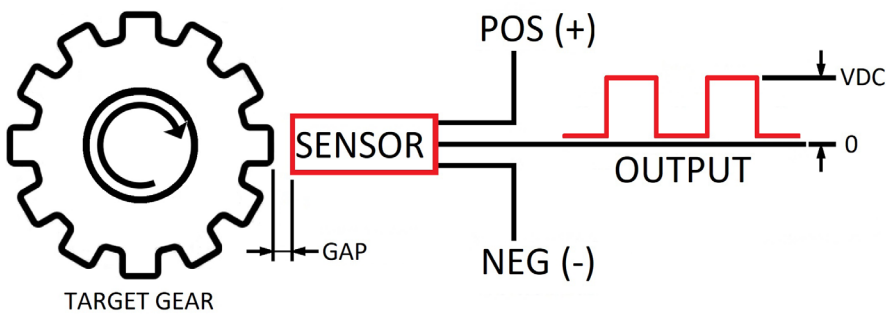 POS (+)
VDC
SENSOR
0
OUTPUT
GAP
NEG (-)
TARGET GEAR